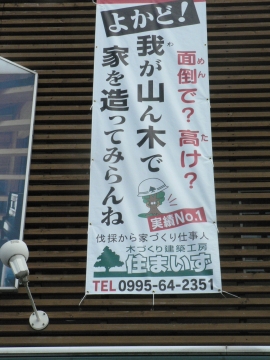 よかど！
面倒で？高け？
めん
たけ
我が山ん木で
わ
家を造ってみらんね
実績No.1
伐採から家づくり仕事人
木づくり建築工房
住まいず
TEL 0995-64-2351